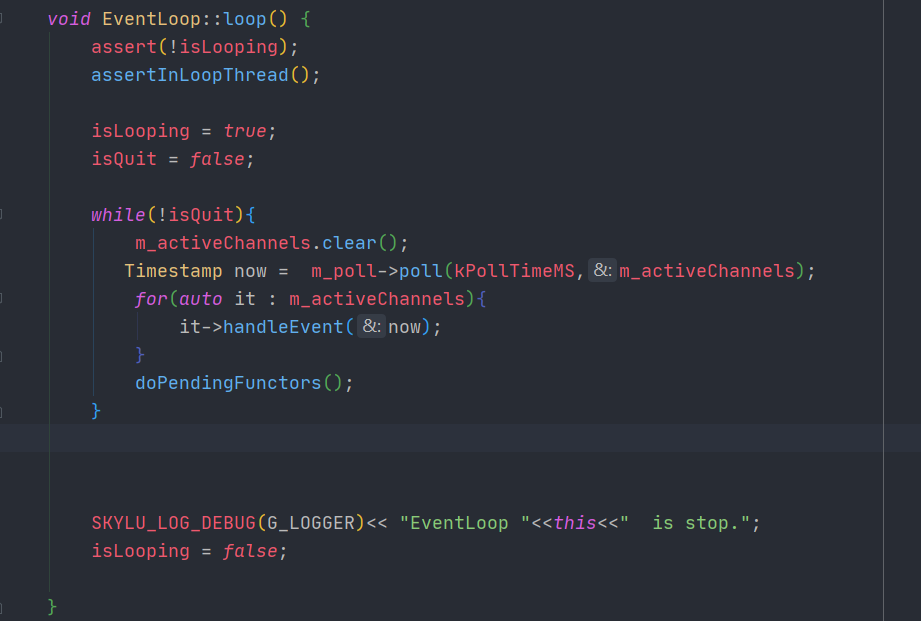 void EventLoop::loop() {
    assert(!isLooping);
    assertInLoopThread();

    isLooping = true;
    isQuit = false;

    while(!isQuit){
        m_activeChannels.clear();
       Timestamp now =  m_poll->poll(kPollTimeMS, &: m_activeChannels);
        for(auto it : m_activeChannels){
            it->handleEvent( &: now);
        }
        doPendingFunctors();
    }

    SKYLU_LOG_DEBUG(G_LOGGER)<< "EventLoop "<<this<<"  is stop.";
    isLooping = false;

}